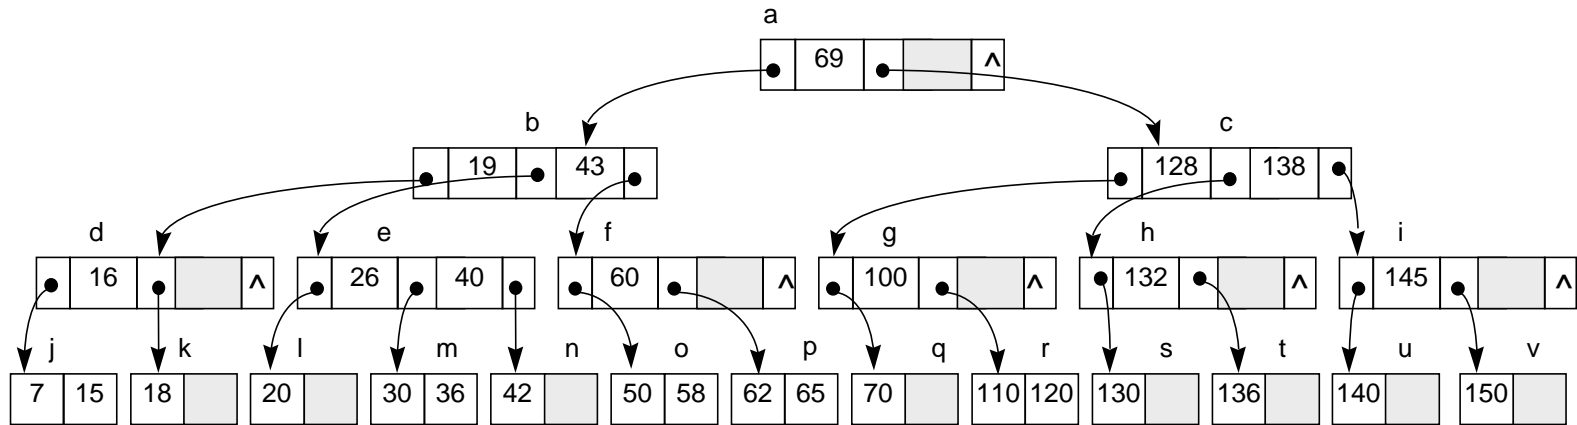 a
69 ^
b c
19 43 128 138
d e f g h i
16 ^ 26 40 60 ^ 100 ^ 132 ^ 145 ^
j k l m n o p q r s t u v
7 15 18 20 30 36 42 50 58 62 65 70 110 120 130 136 140 150